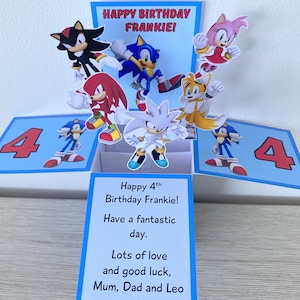 HAPPY BIRTHDAY
FRANKIE!
4
4
Happy 4th
Birthday Frankie!
Have a fantastic
day.
Lots of love
and good luck,
Mum, Dad and Leo